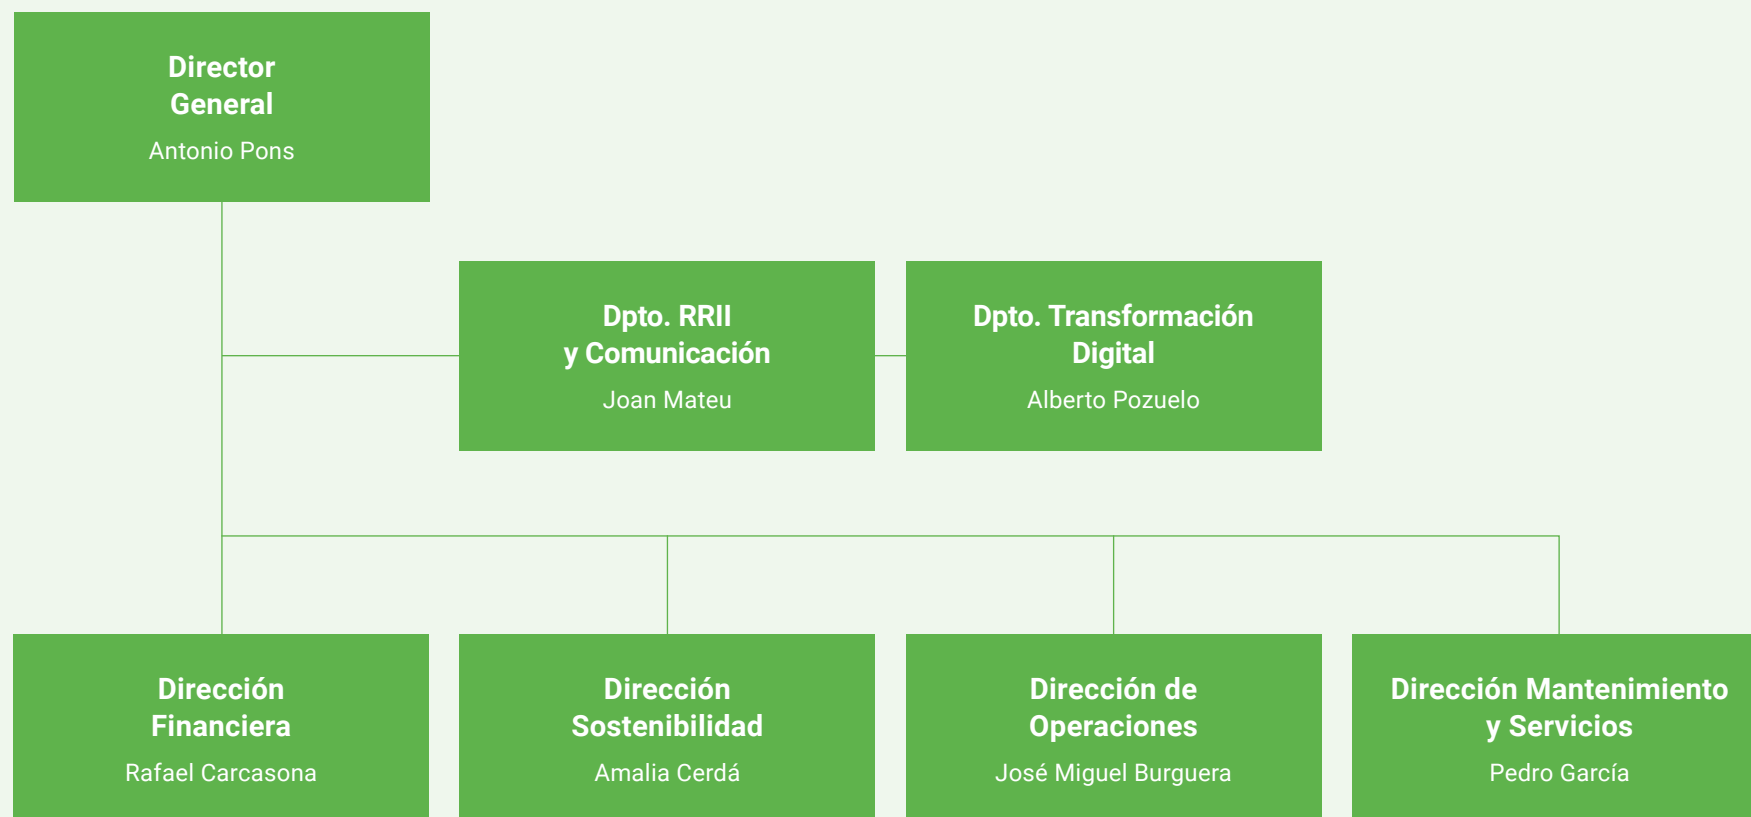 Director
General
Antonio Pons
Dpto. RRII
y Comunicación
Joan Mateu
Dpto. Transformación
Digital
Alberto Pozuelo
Dirección
Financiera
Rafael Carcasona
Dirección
Sostenibilidad
Amalia Cerdá
Dirección de
Operaciones
José Miguel Burguera
Dirección Mantenimiento
y Servicios
Pedro García